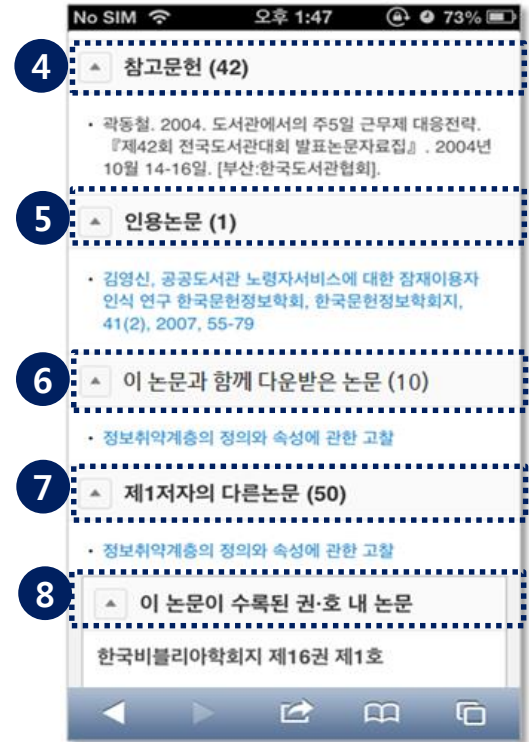 No SIM 오후 1:47 73%
4 참고문헌 (42)
• 곽동철. 2004. 도서관에서의 주5일 근무제 대응전략.
『제42회 전국도서관대회 발표논문자료집』. 2004년
10월 14-16일. [부산:한국도서관협회].
5 인용논문 (1)
• 김영신, 공공도서관 노령자서비스에 대한 잠재이용자
인식 연구 한국문헌정보학회, 한국문헌정보학회지,
41(2), 2007, 55-79
6 이 논문과 함께 다운받은 논문 (10)
• 정보취약계층의 정의와 속성에 관한 고찰
7 제1저자의 다른논문 (50)
• 정보취약계층의 정의와 속성에 관한 고찰
8 이 논문이 수록된 권·호 내 논문
한국비블리아학회지 제16권 제1호